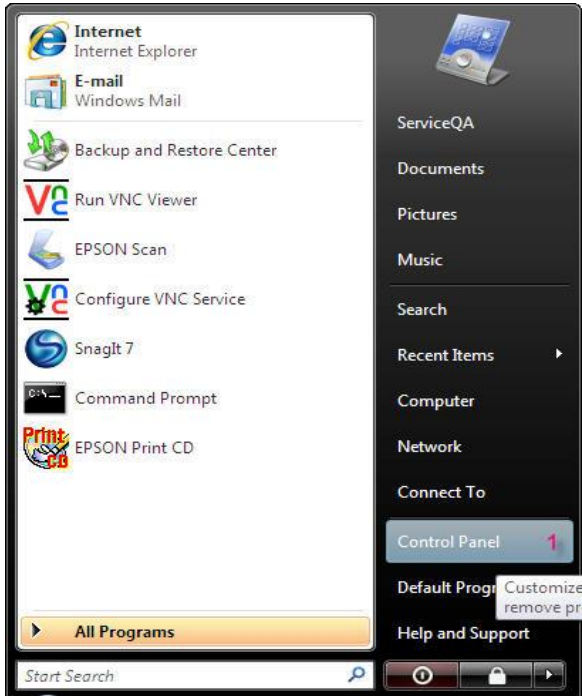 Internet
Internet Explorer
E-mail
Windows Mail
Backup and Restore Center
Run VNC Viewer
EPSON Scan
Configure VNC Service
SnagIt 7
C:\
Command Prompt
Print
CD
EPSON Print CD
All Programs
Start Search
ServiceQA
Documents
Pictures
Music
Search
Recent Items
Computer
Network
Connect To
Control Panel 1
Default Progr
Customize
remove pr
Help and Support